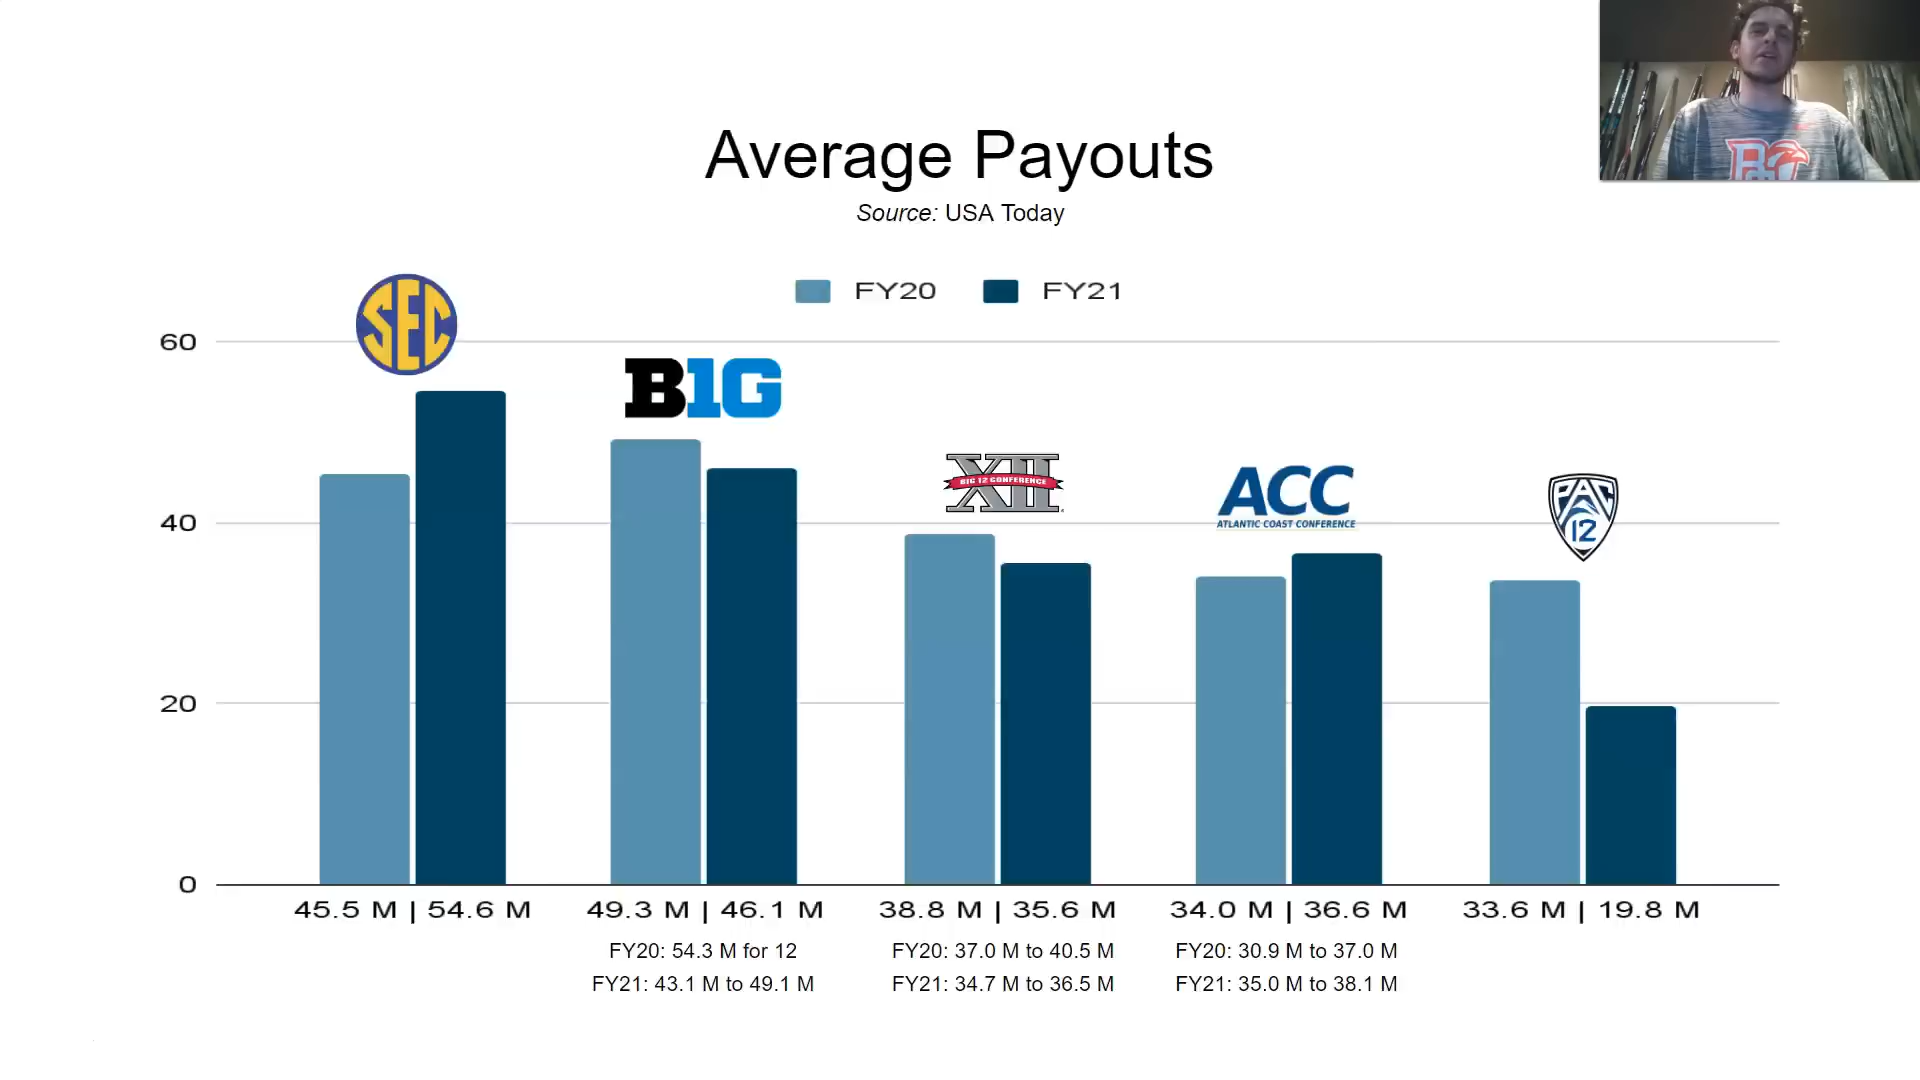 Average Payouts
Source: USA Today
FY20 FY21
SEC
B1G
60
XII
BIG 12 CONFERENCE
ACC
ATLANTIC COAST CONFERENCE
PAC
12
40
20
0
45.5 M | 54.6 M 49.3 M | 46.1 M 38.8 M | 35.6 M 34.0 M | 36.6 M 33.6 M | 19.8 M
FY20: 54.3 M for 12 FY20: 37.0 M to 40.5 M FY20: 30.9 M to 37.0 M
FY21: 43.1 M to 49.1 M FY21: 34.7 M to 36.5 M FY21: 35.0 M to 38.1 M